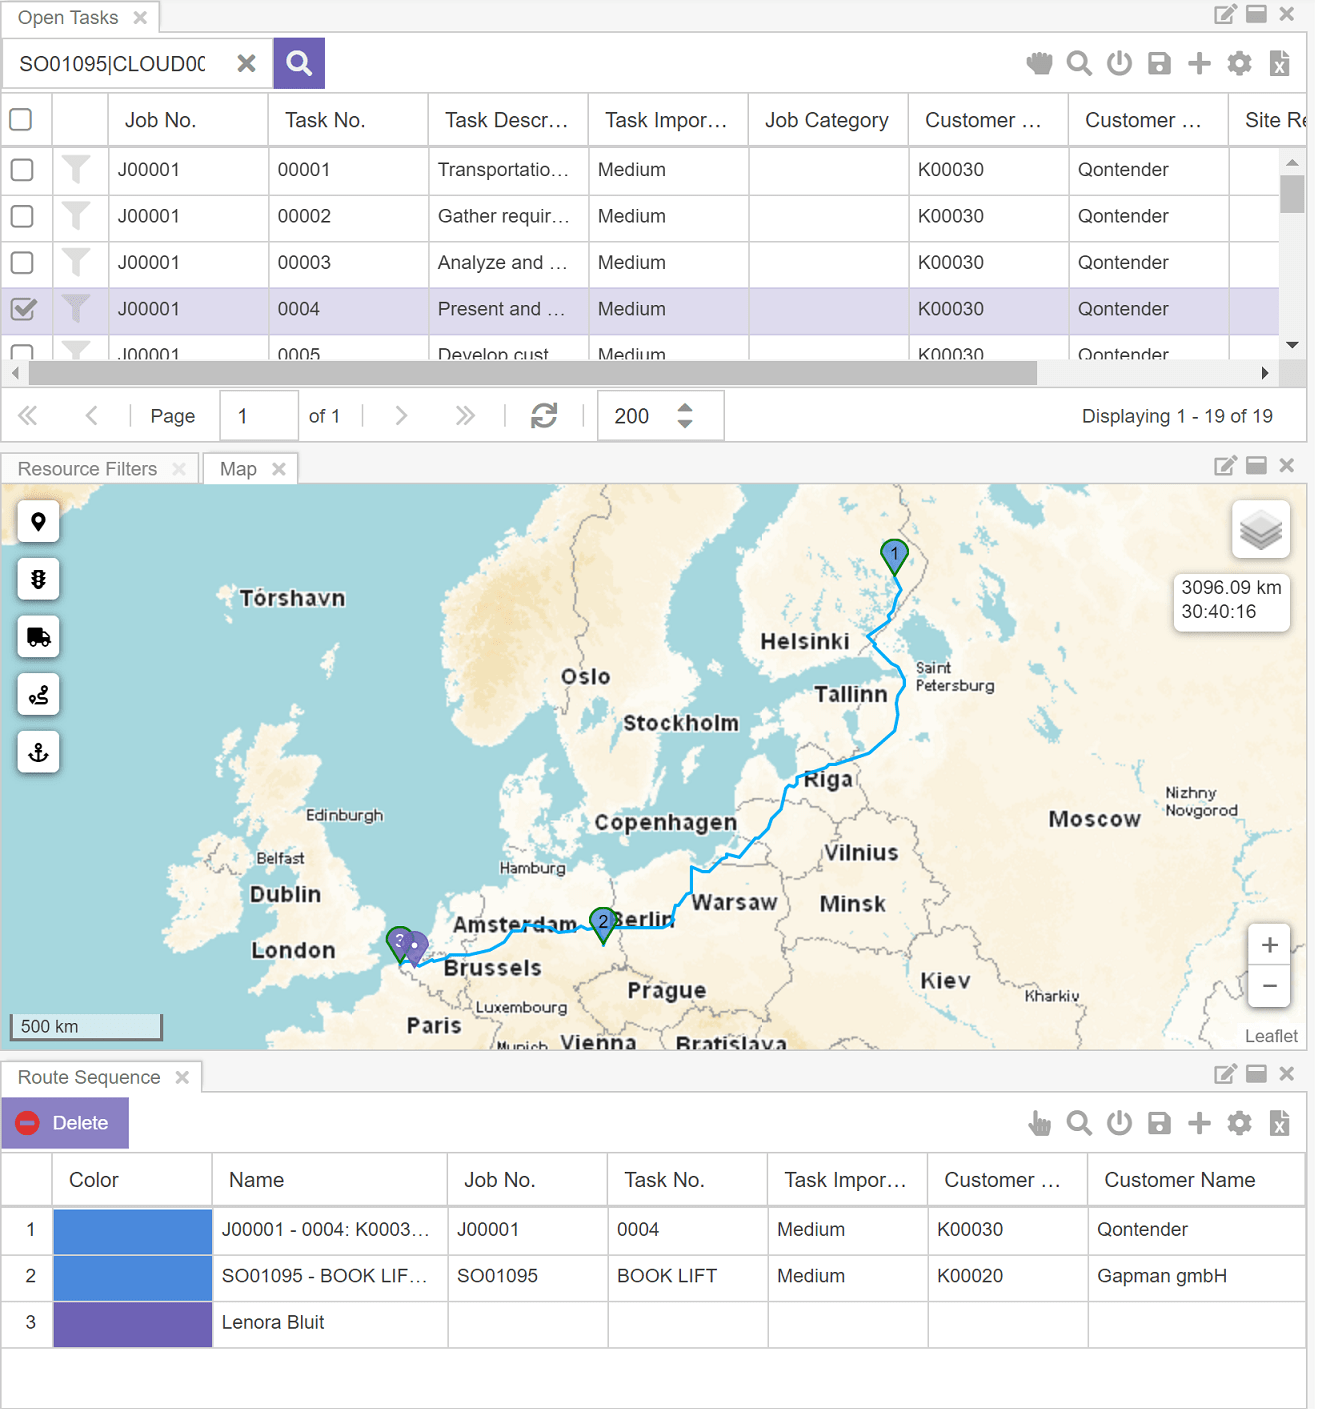 Open Tasks
SO01095|CLOUD00
Job No. Task No. Task Descr... Task Impor... Job Category Customer ... Customer ... Site Re
J00001 00001 Transportatio... Medium K00030 Qontender
J00001 00002 Gather requir... Medium K00030 Qontender
J00001 00003 Analyze and ... Medium K00030 Qontender
J00001 0004 Present and ... Medium K00030 Qontender
J00001 0005 Develop cust Medium K00030 Qontender
Page 1 of 1 200 Displaying 1 - 19 of 19
Resource Filters Map
1
3096.09 km
30:40:16
Tórshavn
Helsinki
Oslo
Saint
Petersburg
Tallinn
Stockholm
Riga
Nizhny
Novgorod
Edinburgh
Moscow
Copenhagen
Belfast
Vilnius
Hamburg
Dublin
Warsaw
Minsk
Amsterdam
2
Berlin
3
London
Brussels
Kiev
Prague
Kharkiv
Luxembourg
Paris
500 km
Munich
Vienna
Bratislava
+
−
Leaflet
Route Sequence
Delete
Color Name Job No. Task No. Task Impor... Customer ... Customer Name
1 J00001 - 0004: K0003... J00001 0004 Medium K00030 Qontender
2 SO01095 - BOOK LIF... SO01095 BOOK LIFT Medium K00020 Gapman gmbH
3 Lenora Bluit